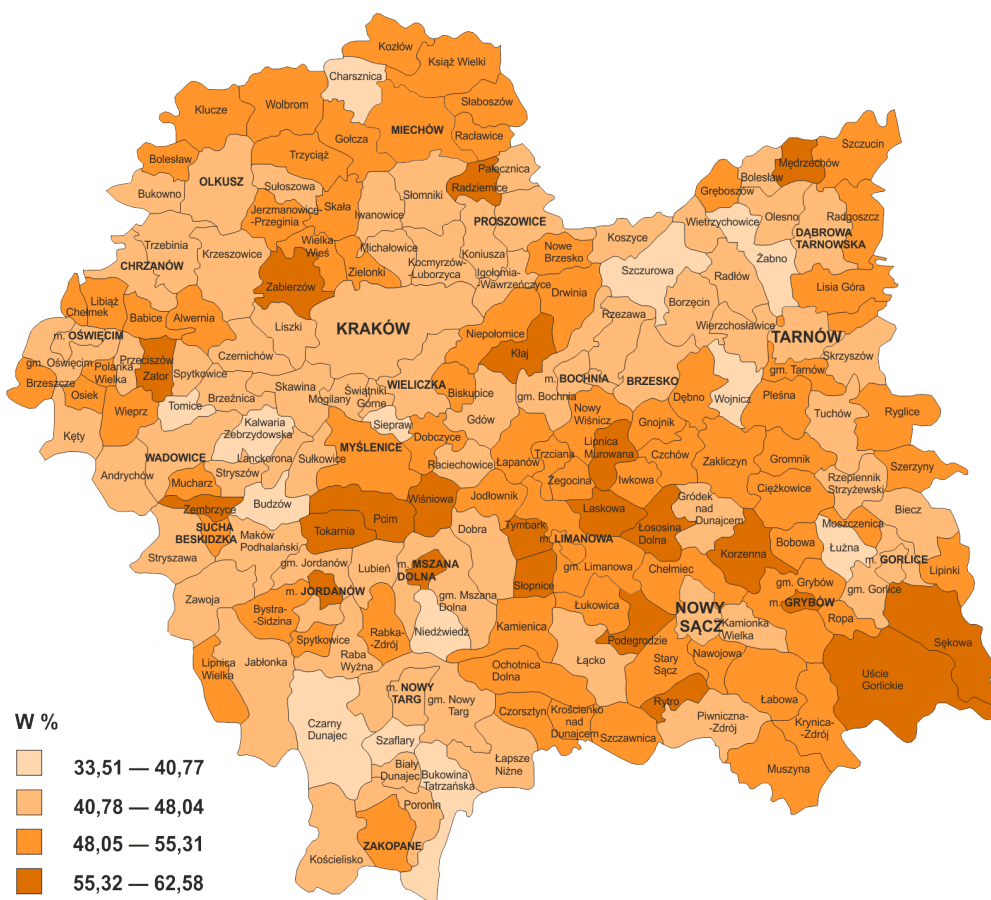 Kozłów
Książ Wielki
Charsznica
Klucze
Wolbrom
Słaboszów
MIECHÓW
Racławice
Gołcza
Szczucin
Bolesław
Trzyciąż
Pałecznica
Mędrzechów
OLKUSZ
Sułoszowa
Radziemice
Bolesław
Gręboszów
Bukowno
Słomniki
Jerzmanowice-
-Przeginia
Skała
Iwanowice
PROSZOWICE
Wietrzychowice
Olesno
Radgoszcz
DĄBROWA
TARNOWSKA
Trzebinia
Krzeszowice
Wielka
Wieś
Michałowice
Koniusza
Nowe
Brzesko
Koszyce
CHRZANÓW
Kocmyrzów-
-Luborzyca
Igołomia-
-Wawrzeńczyce
Szczurowa
Żabno
Zabierzów
Zielonki
Radłów
Drwinia
Lisia Góra
Libiąż
Chełmek
Babice
Alwernia
Borzęcin
Rzezawa
Liszki
KRAKÓW
Niepołomice
Wierzchosławice
TARNÓW
m. OŚWIĘCIM
Kłaj
Skrzyszów
gm. Oświęcim
Przeciszów
Polanka
Wielka
Zator
Spytkowice
Czernichów
gm. Tarnów
Brzeszcze
Osiek
Skawina
Mogilany
Świątniki
Górne
WIELICZKA
Biskupice
m. BOCHNIA
BRZESKO
gm. Bochnia
Dębno
Wojnicz
Pleśna
Tomice
Brzeźnica
Wieprz
Kęty
Kalwaria
Zebrzydowska
Siepraw
Gdów
Nowy
Wiśnicz
Gnojnik
Tuchów
Ryglice
MYŚLENICE
Dobczyce
Lipnica
Murowana
WADOWICE
Lanckorona
Sułkowice
Raciechowice
Łapanów
Trzciana
Czchów
Zakliczyn
Gromnik
Szerzyny
Andrychów
Stryszów
Mucharz
Żegocina
Iwkowa
Ciężkowice
Rzepiennik
Strzyżewski
Zembrzyce
Budzów
Wiśniowa
Jodłownik
Laskowa
Gródek
nad
Dunajcem
Biecz
SUCHA
BESKIDZKA
Tokarnia
Pcim
Dobra
Tymbark
Łososina
Dolna
Moszczenica
Maków
Podhalański
m. LIMANOWA
Korzenna
Bobowa
Łużna
m. GORLICE
Stryszawa
gm. Jordanów
Lubień
m. MSZANA
DOLNA
gm. Limanowa
Chełmiec
Lipinki
Zawoja
m. JORDANÓW
Słopnice
gm. Grybów
gm. Gorlice
gm. Mszana
Dolna
m. GRYBÓW
Bystra-
-Sidzina
Łukowica
NOWY
SĄCZ
Ropa
Niedźwiedź
Kamienica
Kamionka
Wielka
Spytkowice
Rabka-
-Zdrój
Podegrodzie
Sękowa
Lipnica
Wielka
Jabłonka
Raba
Wyżna
Ochotnica
Dolna
Łącko
Stary
Sącz
Nawojowa
Uście
Gorlickie
m. NOWY
TARG
gm. Nowy
Targ
Czorsztyn
Krościenko
nad
Dunajcem
Rytro
Łabowa
Czarny
Dunajec
Piwniczna-
-Zdrój
Krynica-
-Zdrój
Szaflary
Szczawnica
Biały
Dunajec
Bukowina
Tatrzańska
Łapsze
Niżne
Muszyna
Poronin
ZAKOPANE
Kościelisko
W %
33,51 — 40,77
40,78 — 48,04
48,05 — 55,31
55,32 — 62,58